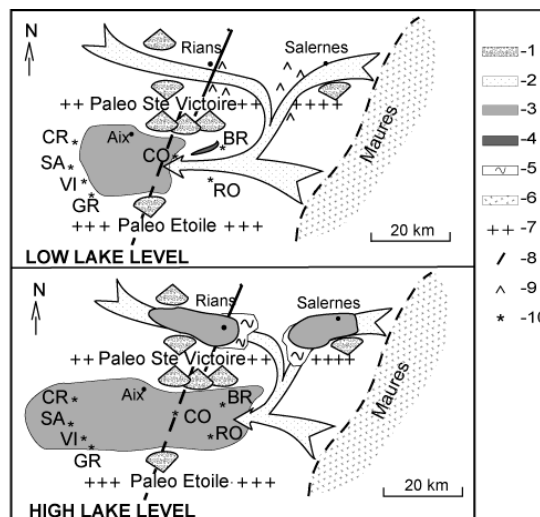 N
Rians
Salernes
++ Paleo Ste Victoire ++ ++++
Maures
CR * Aix
SA * CO * BR
VI * * RO
GR
+++ Paleo Etoile +++
20 km
LOW LAKE LEVEL
N
Rians
Salernes
++ Paleo Ste Victoire ++ ++++
Maures
CR * Aix * BR
SA * * CO
VI * * RO
GR
+++ Paleo Etoile +++
20 km
HIGH LAKE LEVEL
-1
-2
-3
-4
-5
-6
++ -7
-8
^ -9
* -10